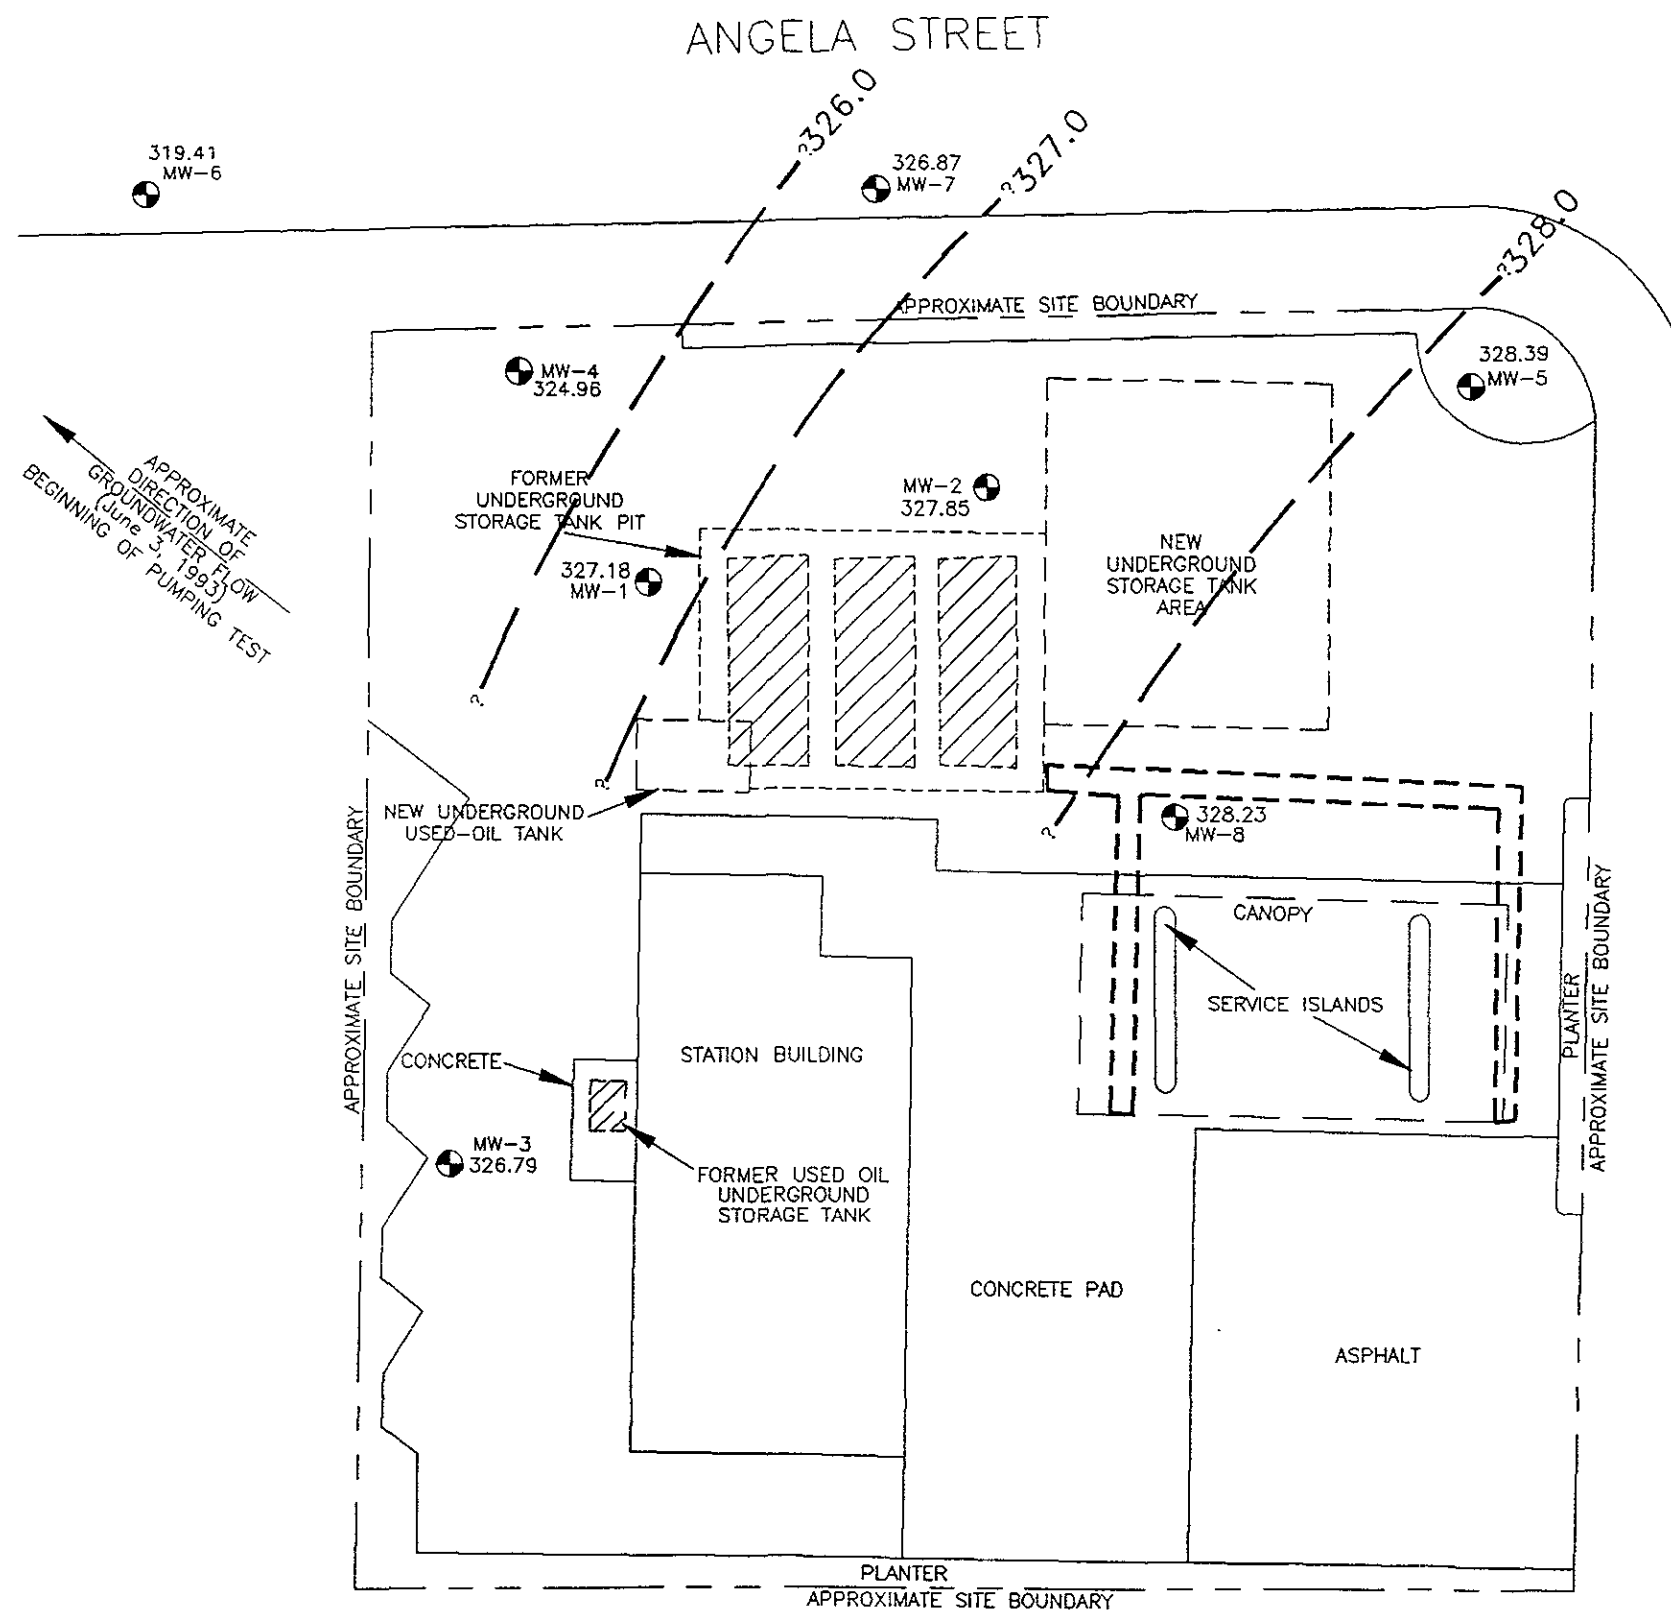 ANGELA STREET
?326.0
?327.0
?328.0
319.41
MW-6
326.87
MW-7
APPROXIMATE SITE BOUNDARY
MW-4
324.96
328.39
MW-5
APPROXIMATE
DIRECTION OF
GROUNDWATER FLOW
(June 3, 1993)
BEGINNING OF PUMPING TEST
FORMER
UNDERGROUND
STORAGE TANK PIT
MW-2
327.85
NEW
UNDERGROUND
STORAGE TANK
AREA
327.18
MW-1
?
?
?
NEW UNDERGROUND
USED-OIL TANK
328.23
MW-8
APPROXIMATE SITE BOUNDARY
CANOPY
SERVICE ISLANDS
PLANTER
APPROXIMATE SITE BOUNDARY
CONCRETE
STATION BUILDING
MW-3
326.79
FORMER USED OIL
UNDERGROUND
STORAGE TANK
CONCRETE PAD
ASPHALT
PLANTER
APPROXIMATE SITE BOUNDARY